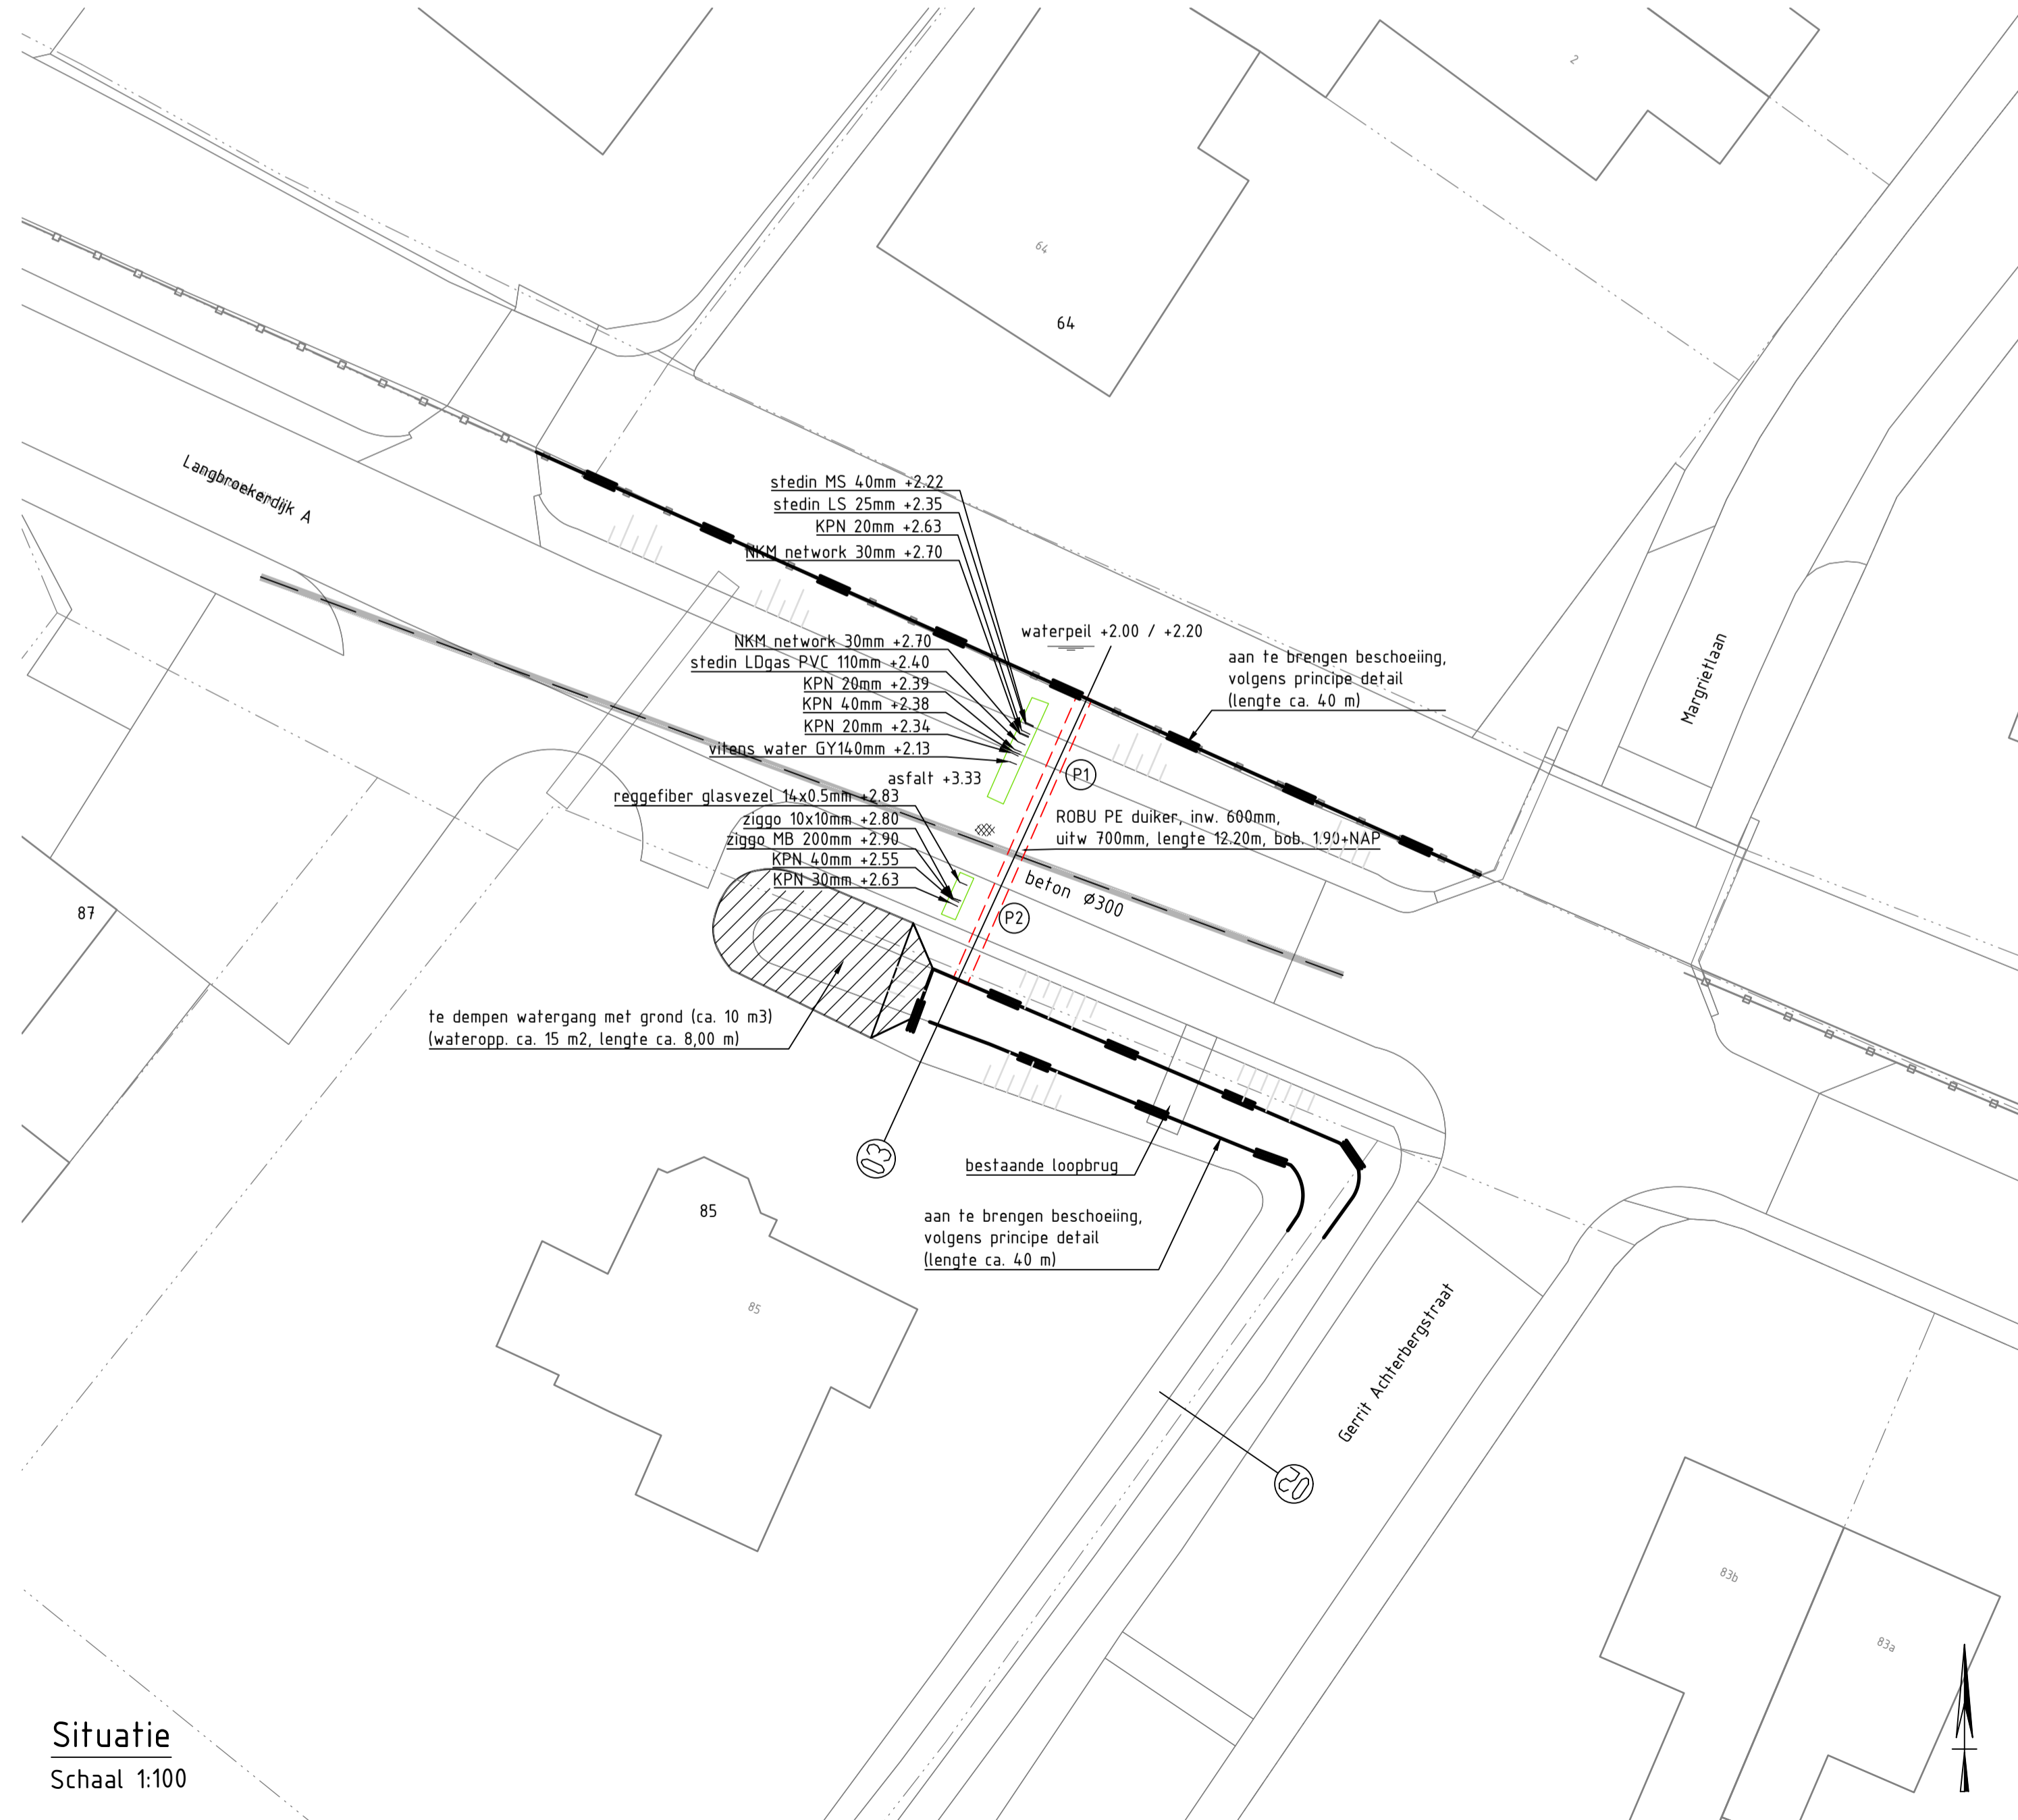 2
64
64
Langbroekerdijk A
stedin MS 40mm +2.22
stedin LS 25mm +2.35
KPN 20mm +2.63
NKM network 30mm +2.70
waterpeil +2.00 / +2.20
NKM network 30mm +2.70
stedin LDgas PVC 110mm +2.40
KPN 20mm +2.39
KPN 40mm +2.38
KPN 20mm +2.34
vitens water GY140mm +2.13
asfalt +3.33
aan te brengen beschoeiing,
volgens principe detail
(lengte ca. 40 m)
Margrietlaan
P1
reggefiber glasvezel 14x0.5mm +2.83
ziggo 10x10mm +2.80
ziggo MB 200mm +2.90
KPN 40mm +2.55
KPN 30mm +2.63
ROBU PE duiker, inw. 600mm,
uitw 700mm, lengte 12.20m, bob. 1.90+NAP
beton Ø300
P2
87
te dempen watergang met grond (ca. 10 m3)
(wateropp. ca. 15 m2, lengte ca. 8,00 m)
03
bestaande loopbrug
85
aan te brengen beschoeiing,
volgens principe detail
(lengte ca. 40 m)
85
Gerrit Achterbergstraat
05
83b
83a
Situatie
Schaal 1:100